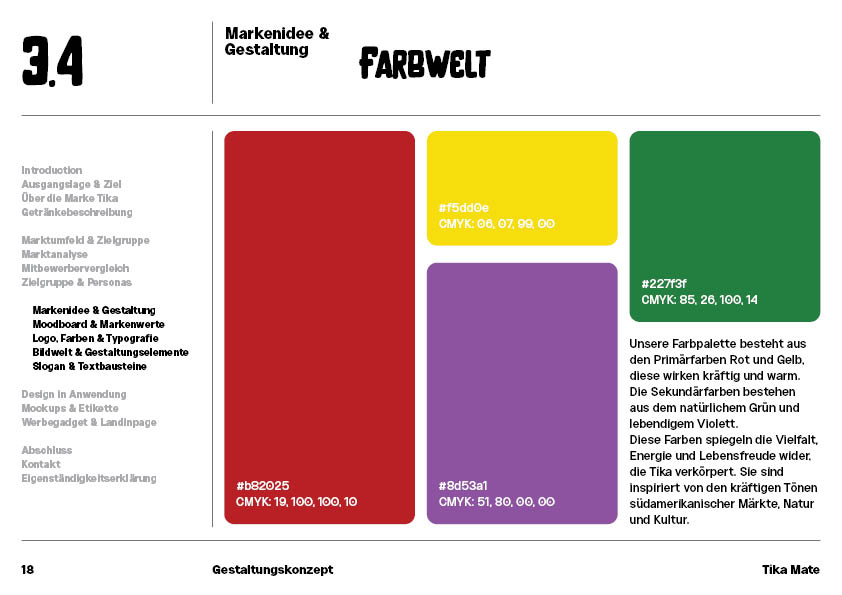 3.4
Markenidee &
Gestaltung
FARBWELT
Introduction
Ausgangslage & Ziel
Über die Marke Tika
Getränkebeschreibung
Marktumfeld & Zielgruppe
Marktanalyse
Mitbewerbervergleich
Zielgruppe & Personas
Markenidee & Gestaltung
Moodboard & Markenwerte
Logo, Farben & Typografie
Bildwelt & Gestaltungselemente
Slogan & Textbausteine
Design in Anwendung
Mockups & Etikette
Werbegadget & Landinpage
Abschluss
Kontakt
Eigenständigkeitserklärung
#b82025
CMYK: 19, 100, 100, 10
#f5dd0e
CMYK: 06, 07, 99, 00
#8d53a1
CMYK: 51, 80, 00, 00
#227f3f
CMYK: 85, 26, 100, 14
Unsere Farbpalette besteht aus
den Primärfarben Rot und Gelb,
diese wirken kräftig und warm.
Die Sekundärfarben bestehen
aus dem natürlichem Grün und
lebendigem Violett.
Diese Farben spiegeln die Vielfalt,
Energie und Lebensfreude wider,
die Tika verkörpert. Sie sind
inspiriert von den kräftigen Tönen
südamerikanischer Märkte, Natur
und Kultur.
18
Gestaltungskonzept
Tika Mate